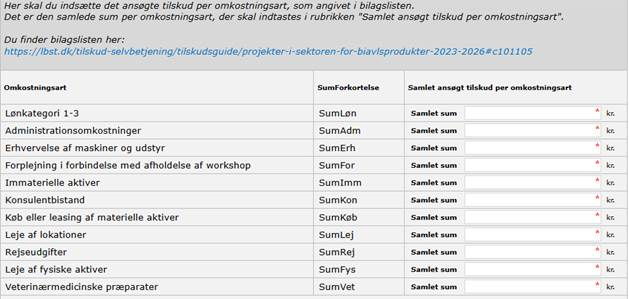 Her skal du indsætte det ansøgte tilskud per omkostningsart, som angivet i bilagslisten.
Det er den samlede sum per omkostningsart, der skal indtastes i rubrikken "Samlet ansøgt tilskud per omkostningsart".
Du finder bilagslisten her:
https://lbst.dk/tilskud-selvbetjening/tilskudsguide/projekter-i-sektoren-for-biavlsprodukter-2023-2026#c101105
Omkostningsart SumForkortelse Samlet ansøgt tilskud per omkostningsart
Lønkategori 1-3 SumLøn Samlet sum * kr.
Administrationsomkostninger SumAdm Samlet sum * kr.
Erhvervelse af maskiner og udstyr SumErh Samlet sum * kr.
Forplejning i forbindelse med afholdelse af workshop SumFor Samlet sum * kr.
Immaterielle aktiver SumImm Samlet sum * kr.
Konsulentbistand SumKon Samlet sum * kr.
Køb eller leasing af materielle aktiver SumKøb Samlet sum * kr.
Leje af lokationer SumLej Samlet sum * kr.
Rejseudgifter SumRej Samlet sum * kr.
Leje af fysiske aktiver SumFys Samlet sum * kr.
Veterinærmedicinske præparater SumVet Samlet sum * kr.